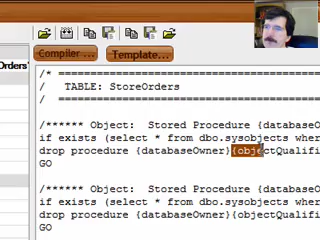 Compiler ...
Template...
Orders
/* ============================
/   TABLE: StoreOrders
/  ============================
/****** Object:  Stored Procedure {databaseO
if exists (select * from dbo.sysobjects wher
drop procedure {databaseOwner}{objectQualifi
GO
/****** Object:  Stored Procedure {databaseO
if exists (select * from dbo.sysobjects wher
drop procedure {databaseOwner}{objectQualifi
GO